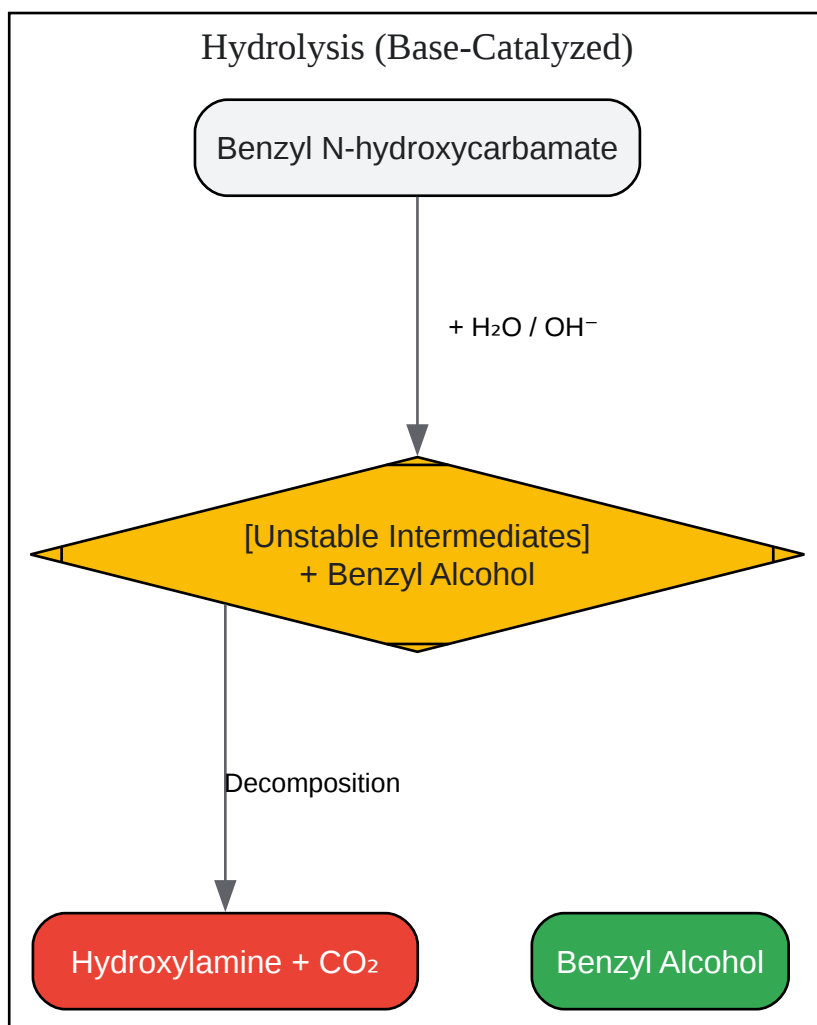 Hydrolysis (Base-Catalyzed)
Benzyl N-hydroxycarbamate
+ H₂O / OH⁻
[Unstable Intermediates]
+ Benzyl Alcohol
Decomposition
Hydroxylamine + CO₂
Benzyl Alcohol